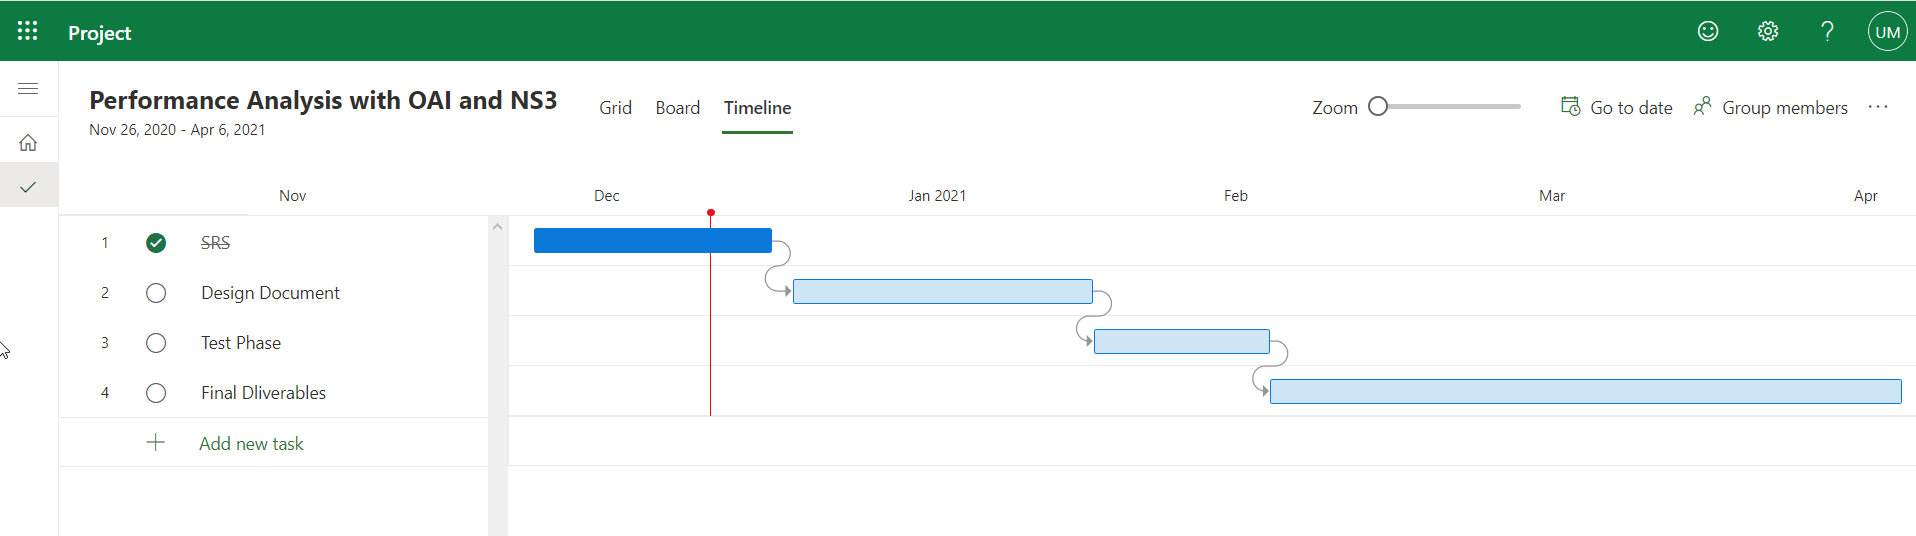 Project
UM
Performance Analysis with OAI and NS3
Grid Board Timeline
Zoom
Go to date
Group members
Nov 26, 2020 - Apr 6, 2021
Nov Dec Jan 2021 Feb Mar Apr
1 SRS
2 Design Document
3 Test Phase
4 Final Dliverables
Add new task